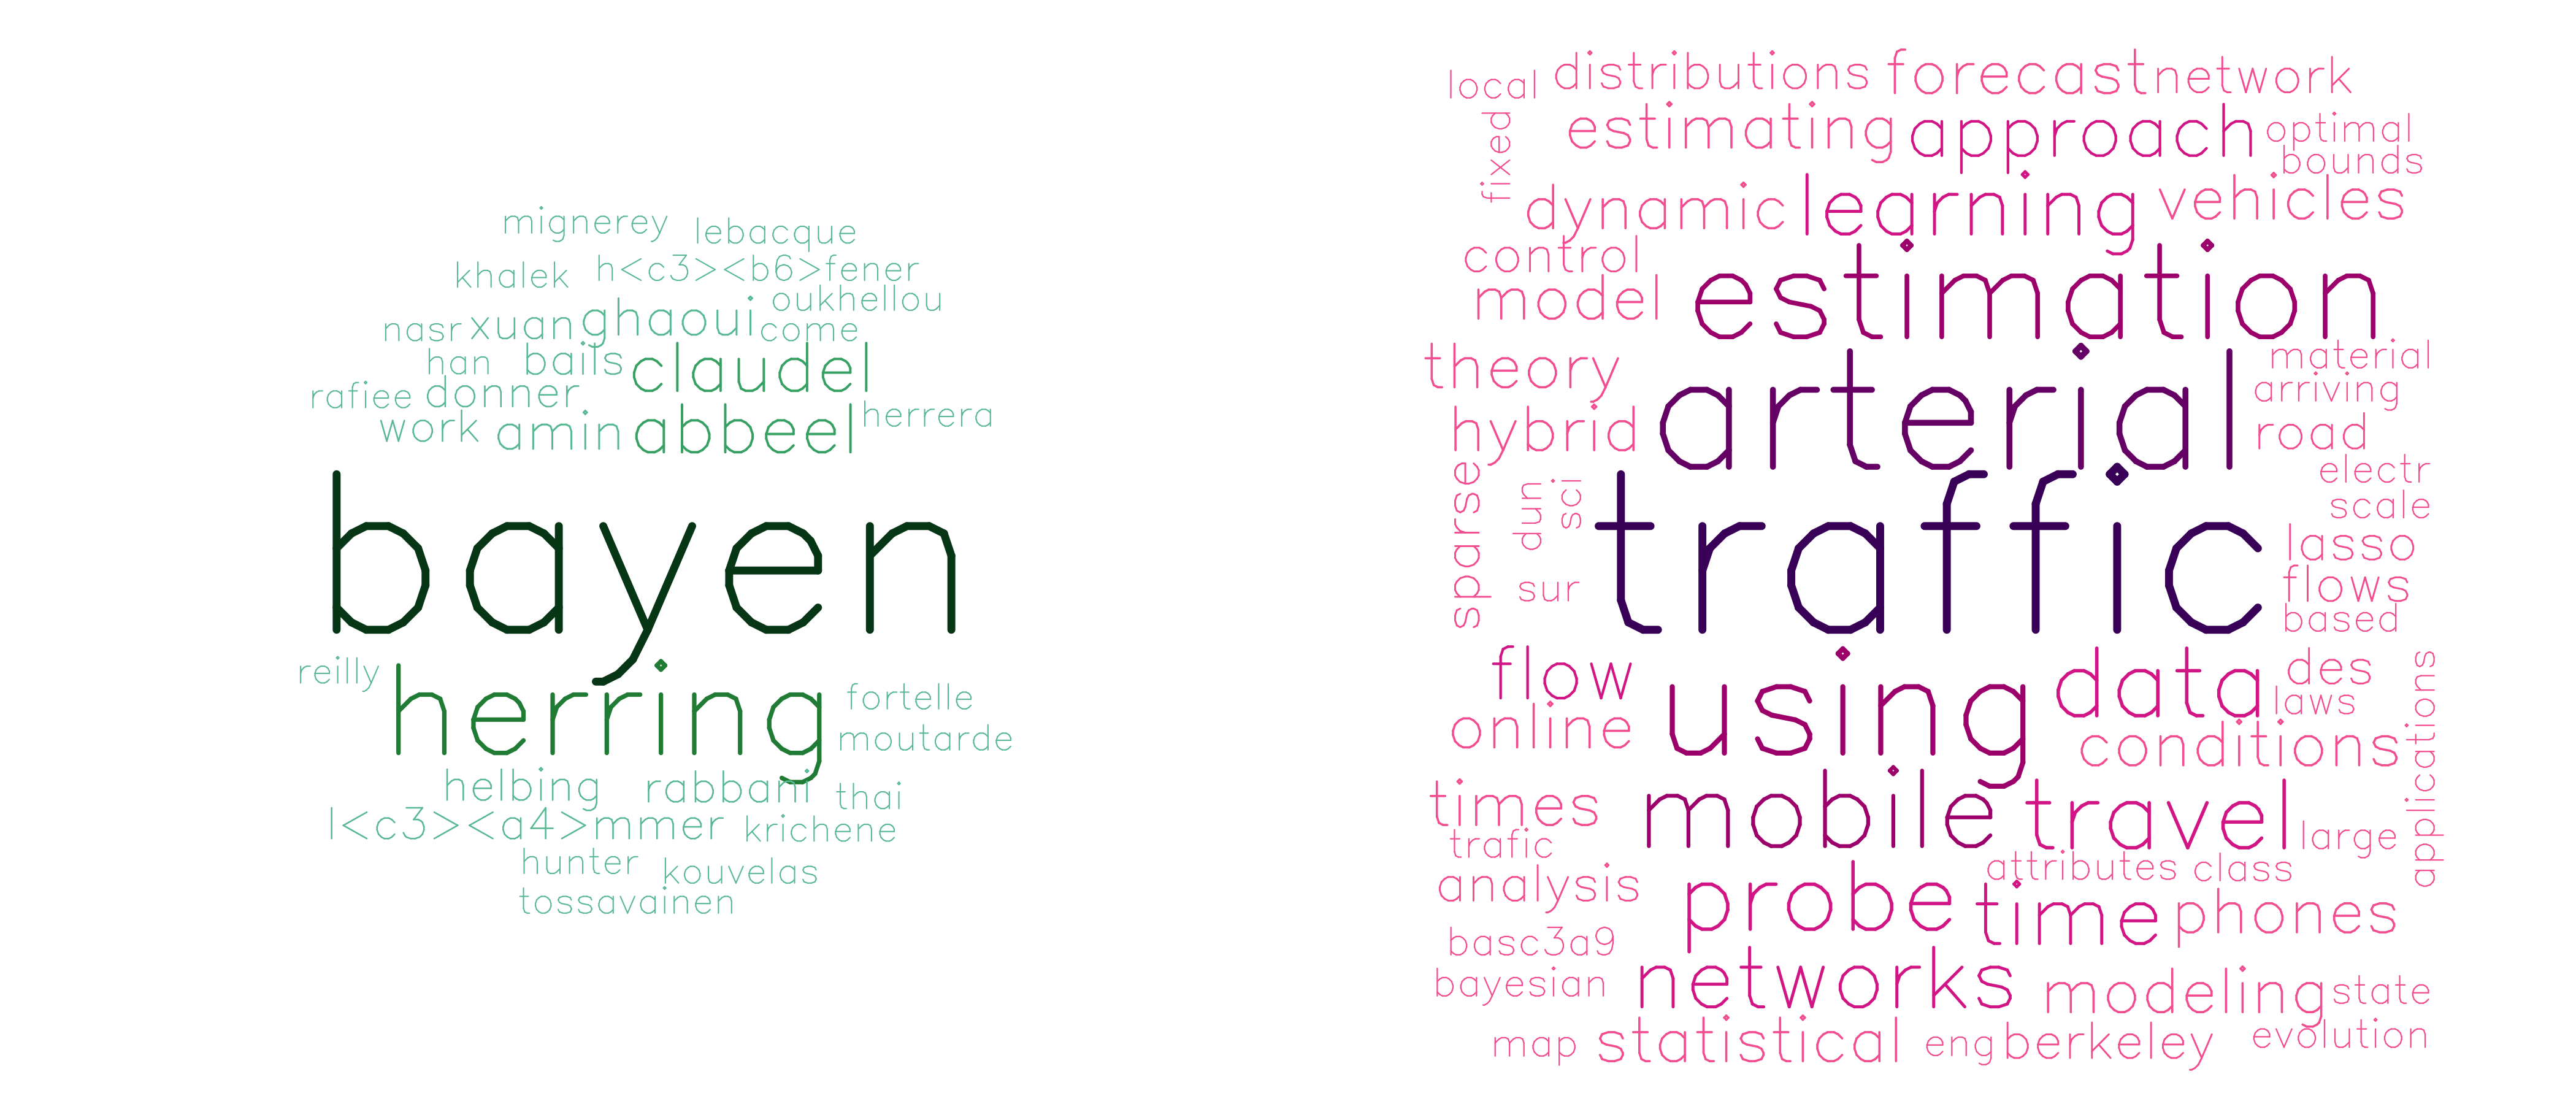 mignerey lebacque
khalek h<c3><b6>fener
oukhellou
nasr xuan ghaoui come
han bails claudel
rafiee donner
work amin abbeel herrera
bayen
reilly herring fortelle
moutarde
helbing rabbani thai
l<c3><a4>mmer krichene
hunter kouvelas
tossavainen
local distributions forecast network
fixed estimating approach optimal
bounds
dynamic learning vehicles
control
model estimation
theory arterial material
arriving
hybrid road
electr
sparse dun sci traffic scale
lasso
sur flows
based
flow using data des
laws
online conditions applications
times mobile travel large
trafic
analysis probe attributes class
time phones
basc3a9
bayesian networks modeling state
map statistical eng berkeley evolution